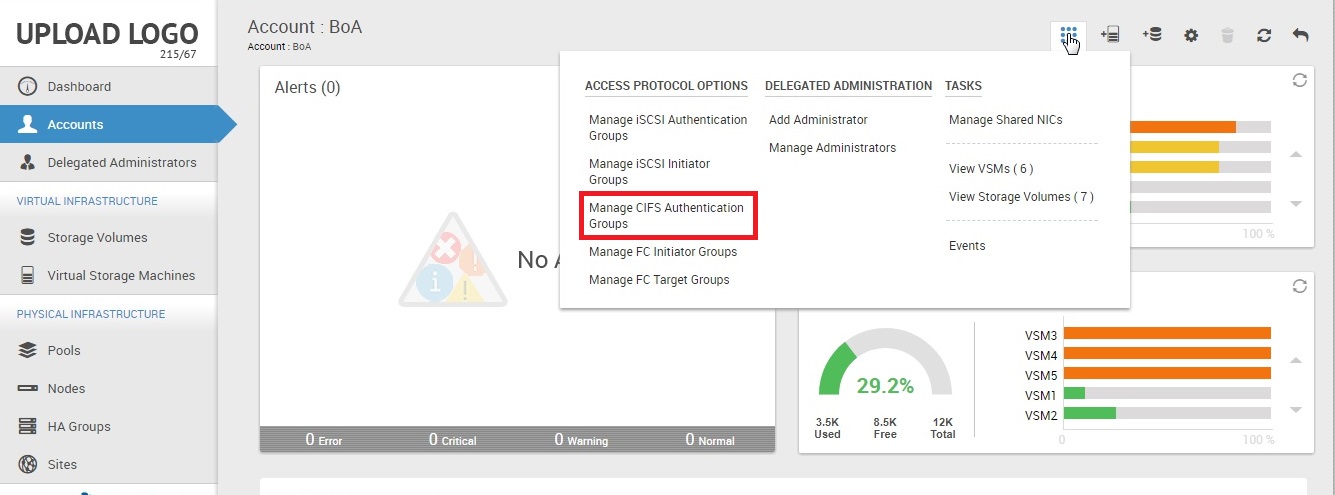 UPLOAD LOGO
215/67
Dashboard
Accounts
Delegated Administrators
VIRTUAL INFRASTRUCTURE
Storage Volumes
Virtual Storage Machines
PHYSICAL INFRASTRUCTURE
Pools
Nodes
HA Groups
Sites
Account : BoA
Account : BoA
Alerts (0)
No A
0 Error
0 Critical
0 Warning
0 Normal
ACCESS PROTOCOL OPTIONS
Manage iSCSI Authentication
Groups
Manage iSCSI Initiator
Groups
Manage CIFS Authentication
Groups
Manage FC Initiator Groups
Manage FC Target Groups
DELEGATED ADMINISTRATION
Add Administrator
Manage Administrators
TASKS
Manage Shared NICs
View VSMs ( 6 )
View Storage Volumes ( 7 )
Events
100 %
29.2%
3.5K
Used
8.5K
Free
12K
Total
VSM3
VSM4
VSM5
VSM1
VSM2
0
100 %